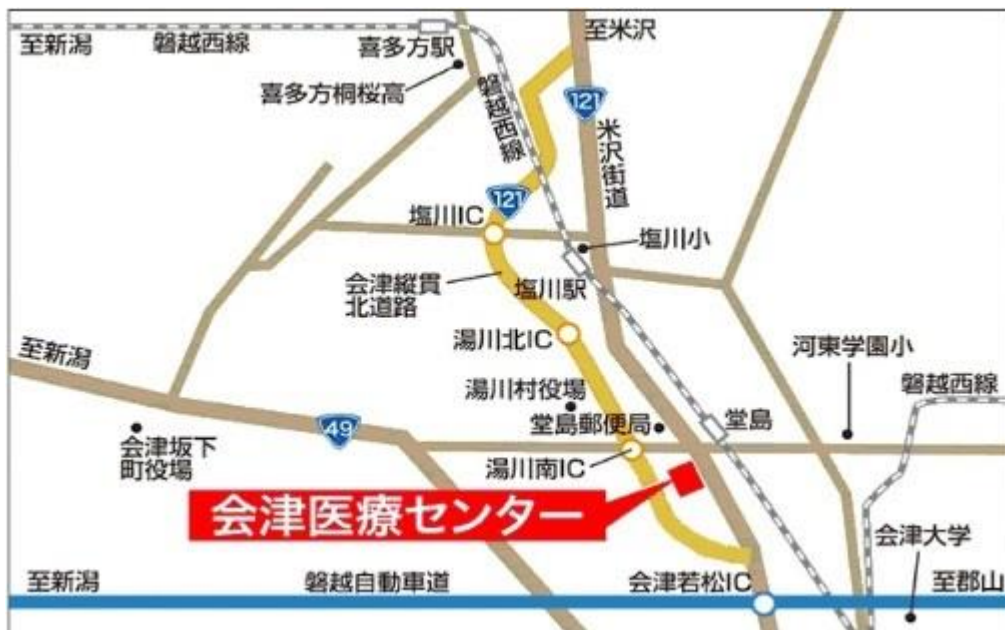 至新潟
磐越西線
喜多方駅
至米沢
喜多方桐桜高
磐越西線
121
米沢街道
121
塩川IC
塩川小
会津縦貫
北道路
塩川駅
湯川北IC
至新潟
河東学園小
磐越西線
湯川村役場
堂島郵便局
堂島
49
会津坂下
町役場
湯川南IC
会津医療センター
会津大学
至新潟
磐越自動車道
会津若松IC
至郡山